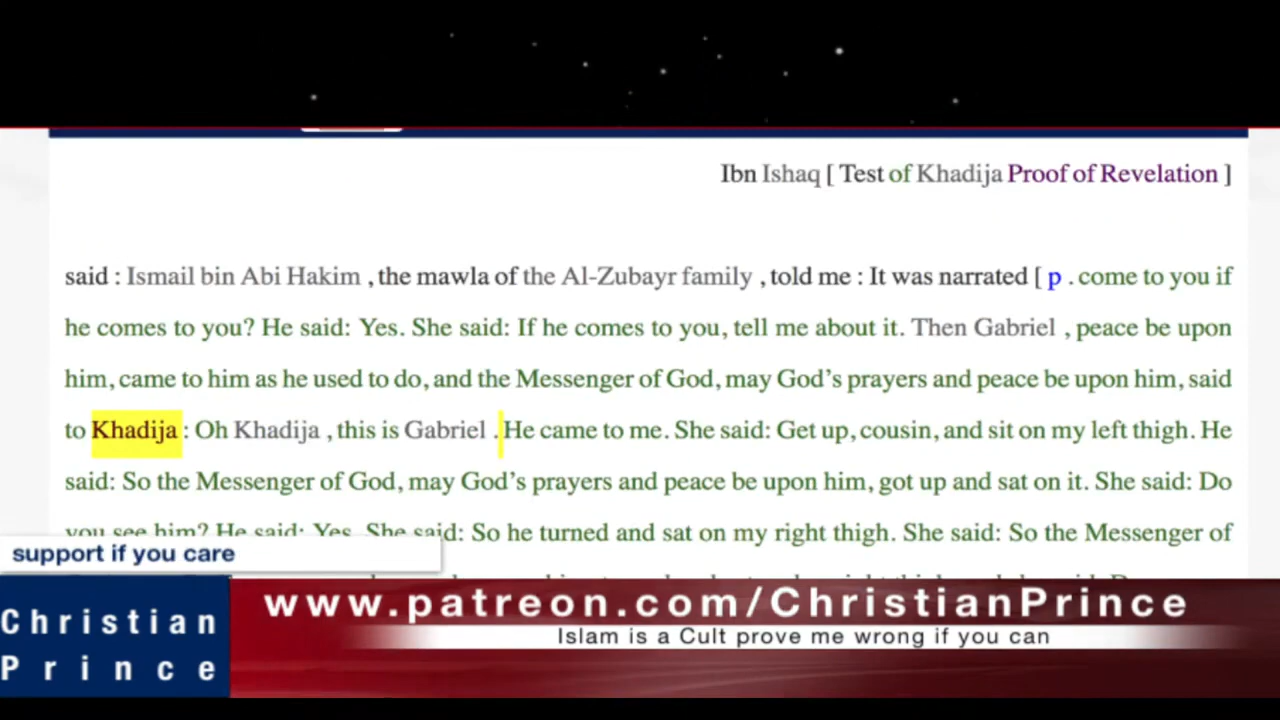 Ibn Ishaq [ Test of Khadija Proof of Revelation ]
said : Ismail bin Abi Hakim , the mawla of the Al-Zubayr family , told me : It was narrated [ p . come to you if
he comes to you? He said: Yes. She said: If he comes to you, tell me about it. Then Gabriel , peace be upon
him, came to him as he used to do, and the Messenger of God, may God's prayers and peace be upon him, said
to Khadija : Oh Khadija , this is Gabriel . He came to me. She said: Get up, cousin, and sit on my left thigh. He
said: So the Messenger of God, may God's prayers and peace be upon him, got up and sat on it. She said: Do
you see him? He said: Yes. She said: So he turned and sat on my right thigh. She said: So the Messenger of
support if you care
Christian
Prince
www.patreon.com/ChristianPrince
Islam is a Cult prove me wrong if you can